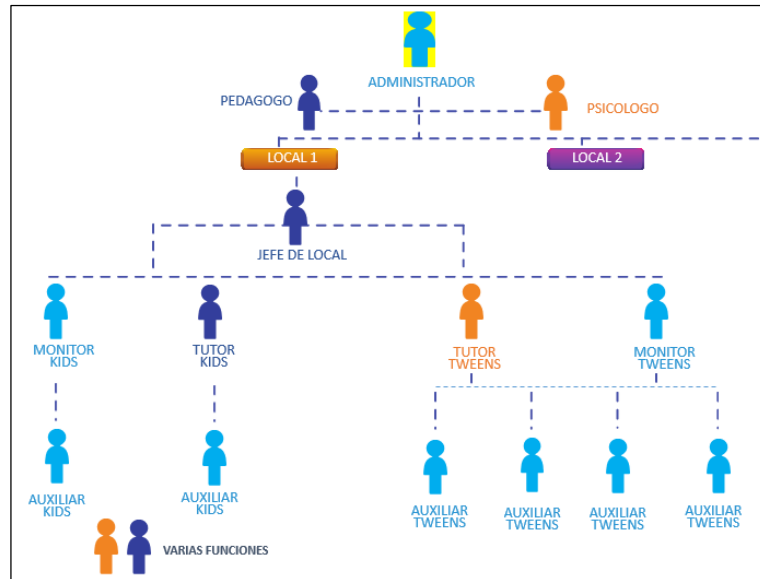 ADMINISTRADOR
PEDAGOGO
PSICOLOGO
LOCAL 1
LOCAL 2
JEFE DE LOCAL
MONITOR
KIDS
TUTOR
KIDS
TUTOR
TWEENS
MONITOR
TWEENS
AUXILIAR
KIDS
AUXILIAR
KIDS
AUXILIAR
TWEENS
AUXILIAR
TWEENS
AUXILIAR
TWEENS
AUXILIAR
TWEENS
VARIAS FUNCIONES